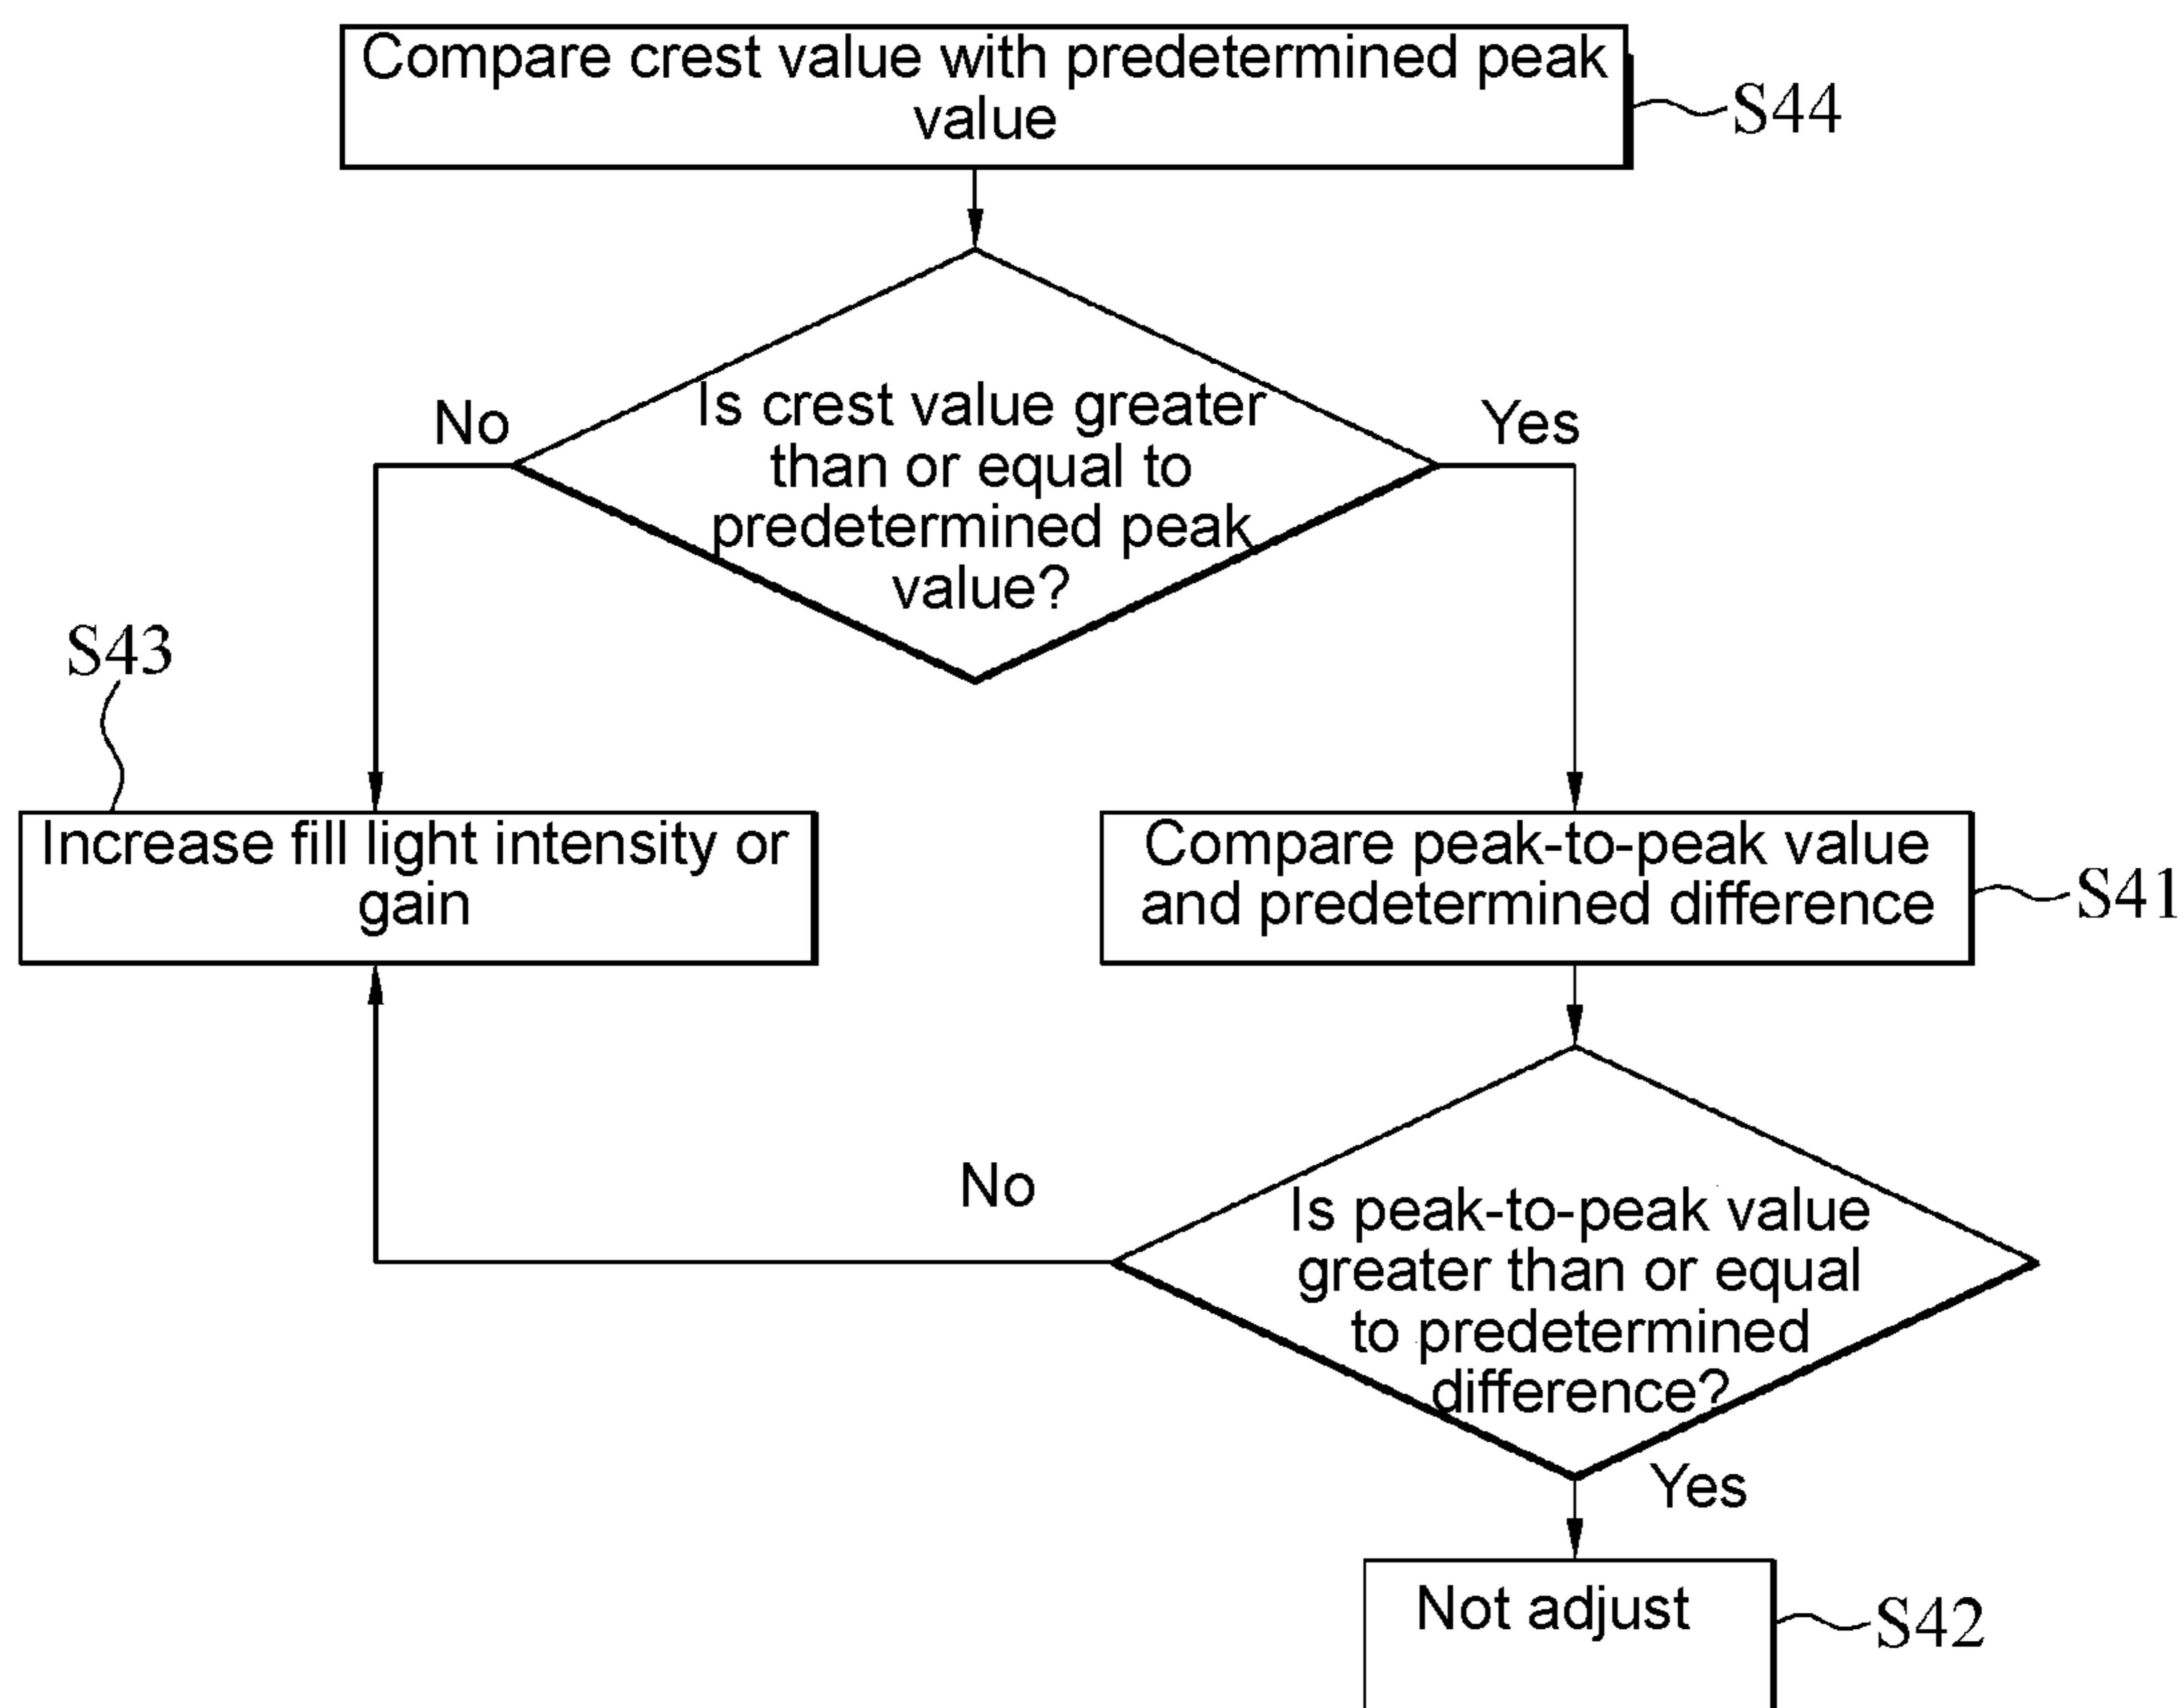 Compare crest value with predetermined peak
value
S44
Is crest value greater
than or equal to
predetermined peak
value?
No
Yes
S43
Increase fill light intensity or
gain
Compare peak-to-peak value
and predetermined difference
S41
No
Is peak-to-peak value
greater than or equal
to predetermined
difference?
Yes
Not adjust
S42